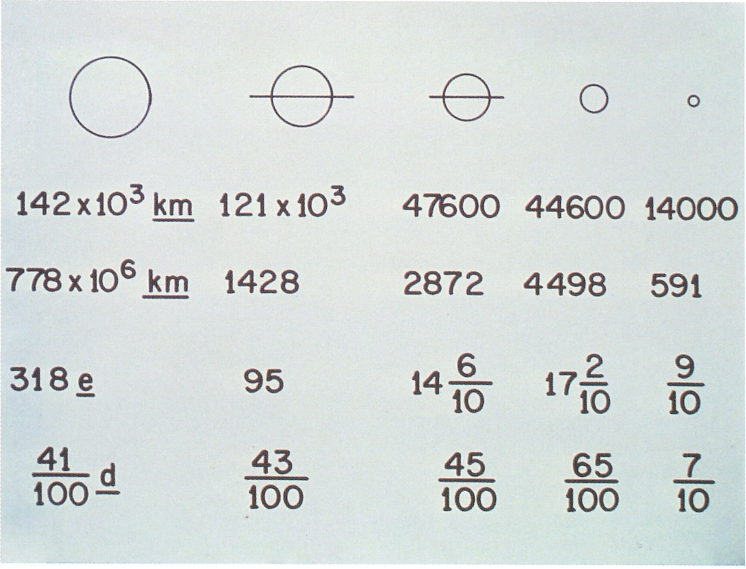 142 x 10³ km 121 x 10³ 47600 44600 14000
778 x 10⁶ km 1428 2872 4498 591
318 e 95 14 6/10 17 2/10 9/10
41/100 d 43/100 45/100 65/100 7/10